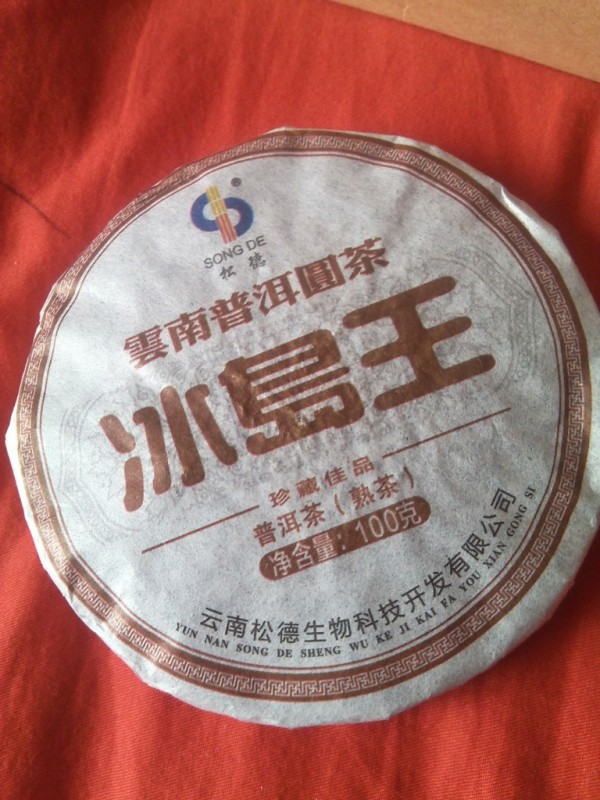 ®
SONG DE
松德
雲南普洱圓茶
冰島王
珍藏佳品
普洱茶（熟茶）
净含量：100克
云南松德生物科技开发有限公司
YUN NAN SONG DE SHENG WU KE JI KAI FA YOU XIAN GONG SI